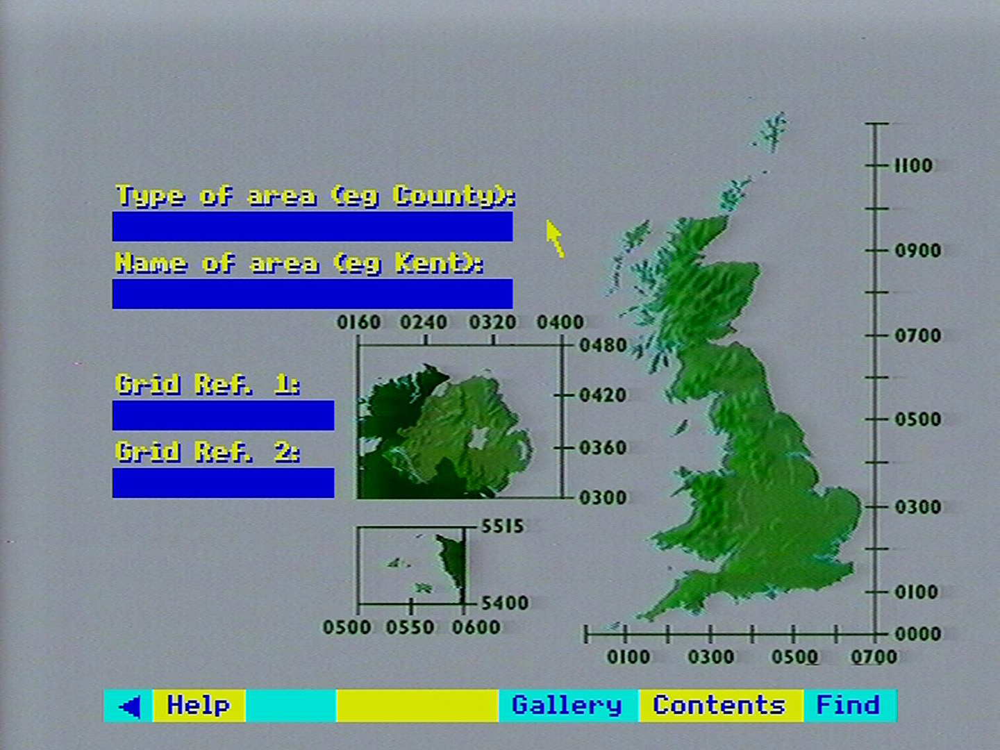 Type of area (eg County):
Name of area (eg Kent):
Grid Ref. 1:
Grid Ref. 2:
0160 0240 0320 0400
0480
0420
0360
0300
5515
5400
0500 0550 0600
1100
0900
0700
0500
0300
0100
0000
0100 0300 0500 0700
Help Gallery Contents Find